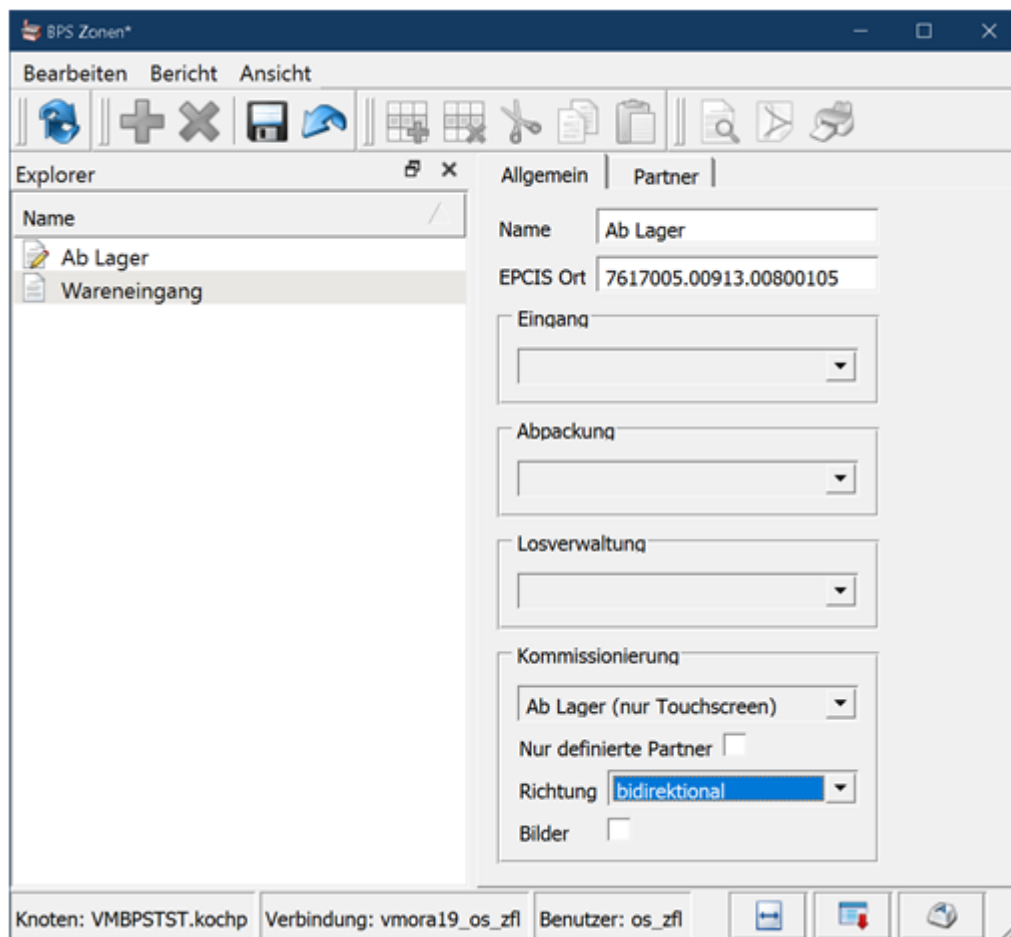 BPS Zonen*
Bearbeiten Bericht Ansicht
Explorer
Name
Ab Lager
Wareneingang
Allgemein Partner
Name Ab Lager
EPCIS Ort 7617005.00913.00800105
Eingang
Abpackung
Losverwaltung
Kommissionierung
Ab Lager (nur Touchscreen)
Nur definierte Partner
Richtung bidirektional
Bilder
Knoten: VMBPSTST.kochp Verbindung: vmora19_os_zfl Benutzer: os_zfl